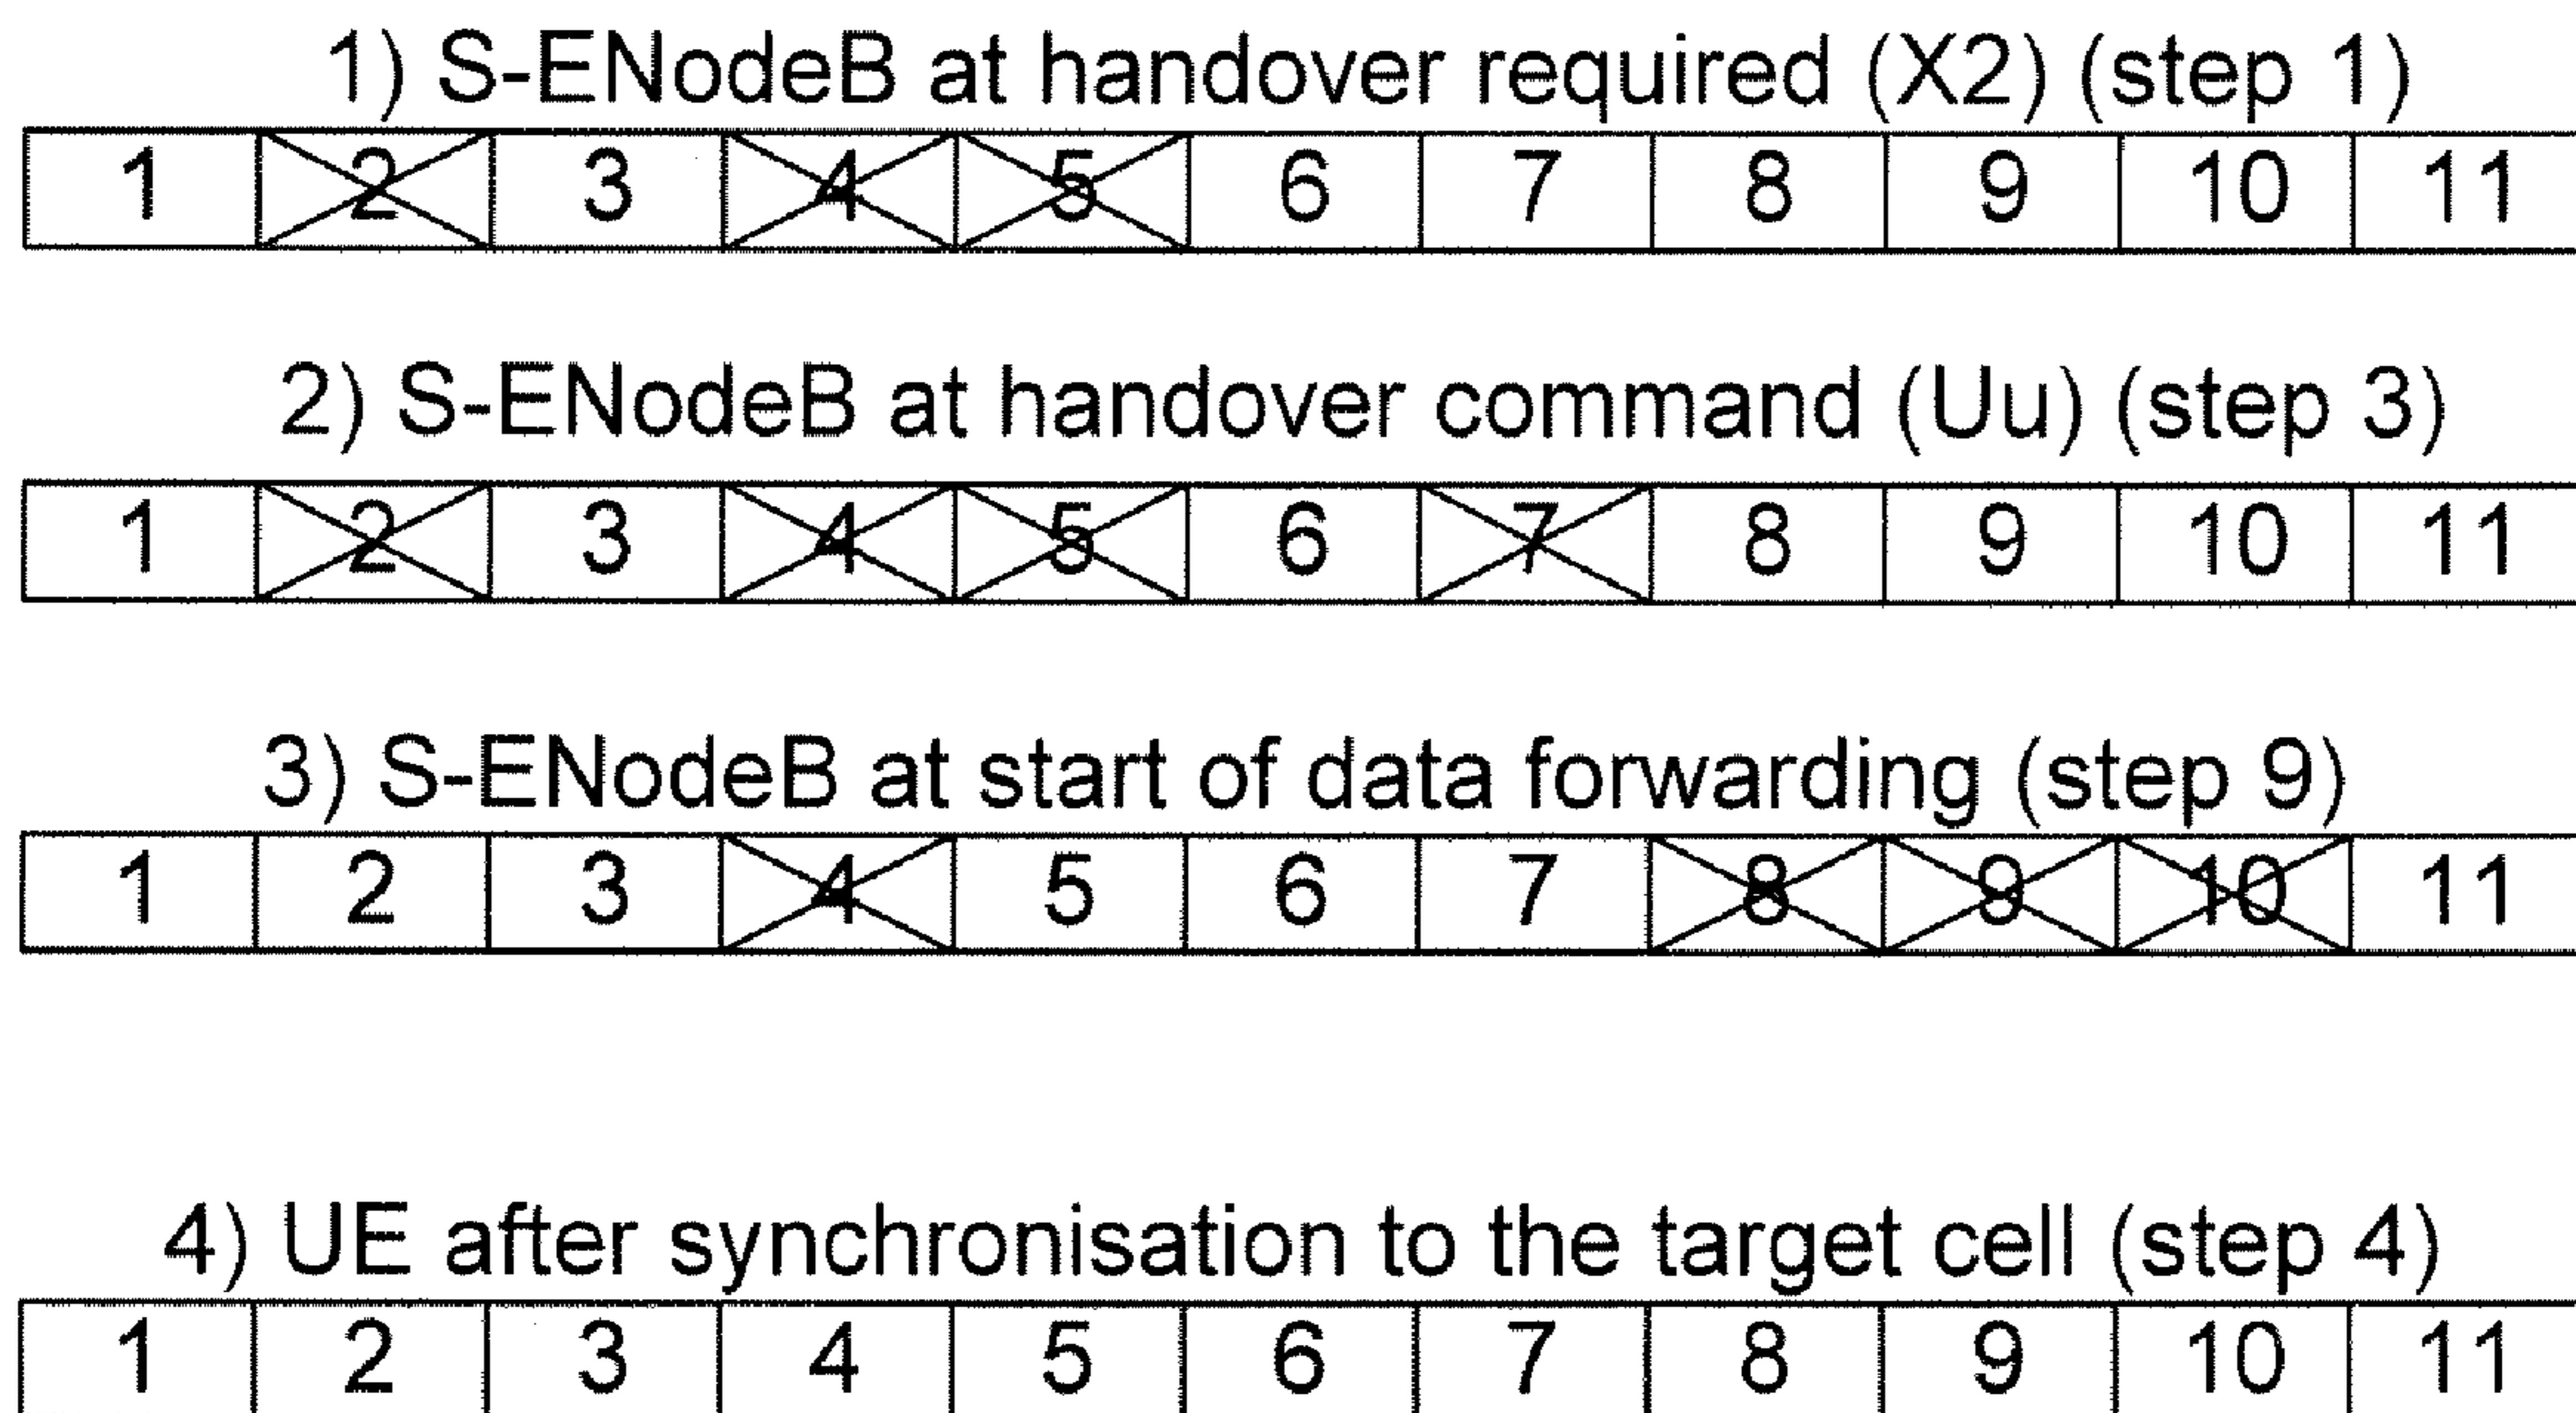 1) S-ENodeB at handover required (X2) (step 1)
1 2 3 4 5 6 7 8 9 10 11
2) S-ENodeB at handover command (Uu) (step 3)
1 2 3 4 5 6 7 8 9 10 11
3) S-ENodeB at start of data forwarding (step 9)
1 2 3 4 5 6 7 8 9 10 11
4) UE after synchronisation to the target cell (step 4)
1 2 3 4 5 6 7 8 9 10 11